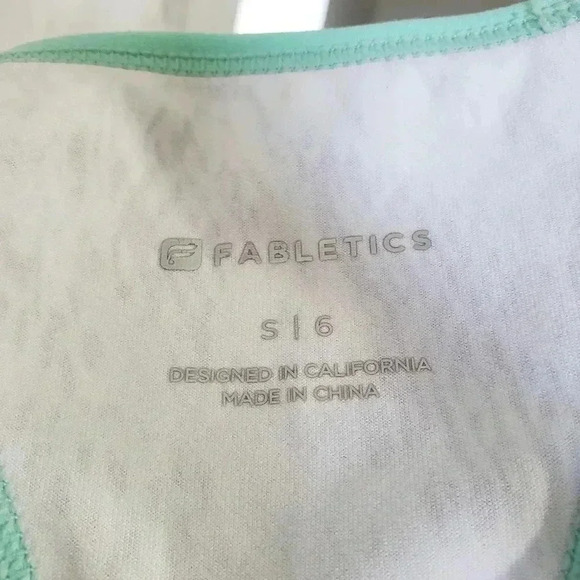 FABLETICS
S | 6
DESIGNED IN CALIFORNIA
MADE IN CHINA